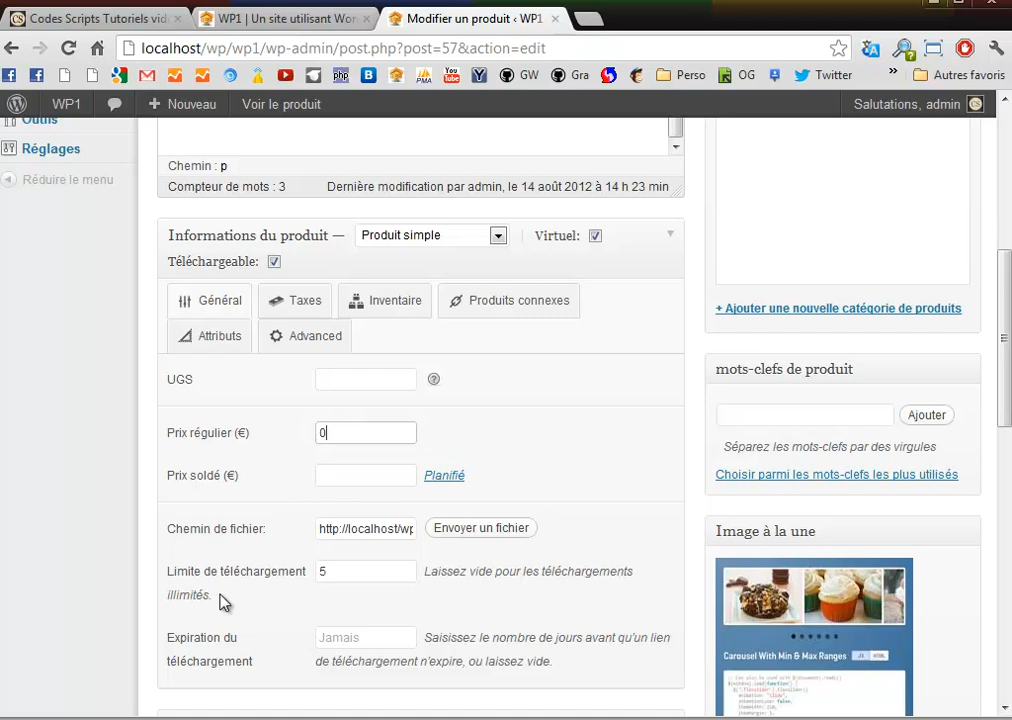 Codes Scripts Tutoriels vid
WP1 | Un site utilisant Wor
Modifier un produit ‹ WP1
localhost/wp/wp1/wp-admin/post.php?post=57&action=edit
php B PMA You Tube Y GW Gra Perso OG Twitter » Autres favoris
WP1 Nouveau Voir le produit Salutations, admin CS
Outils
Réglages
Réduire le menu
Chemin : p
Compteur de mots : 3 Dernière modification par admin, le 14 août 2012 à 14 h 23 min
Informations du produit — Produit simple Virtuel:
Téléchargeable:
Général Taxes Inventaire Produits connexes
Attributs Advanced
UGS ?
Prix régulier (€) 0
Prix soldé (€) Planifié
Chemin de fichier: http://localhost/wp Envoyer un fichier
Limite de téléchargement 5 Laissez vide pour les téléchargements
illimités.
Expiration du Jamais Saisissez le nombre de jours avant qu'un lien
téléchargement de téléchargement n'expire, ou laissez vide.
+ Ajouter une nouvelle catégorie de produits
mots-clefs de produit
Ajouter
Séparez les mots-clefs par des virgules
Choisir parmi les mots-clefs les plus utilisés
Image à la une
Carousel With Min & Max Ranges JS HTML